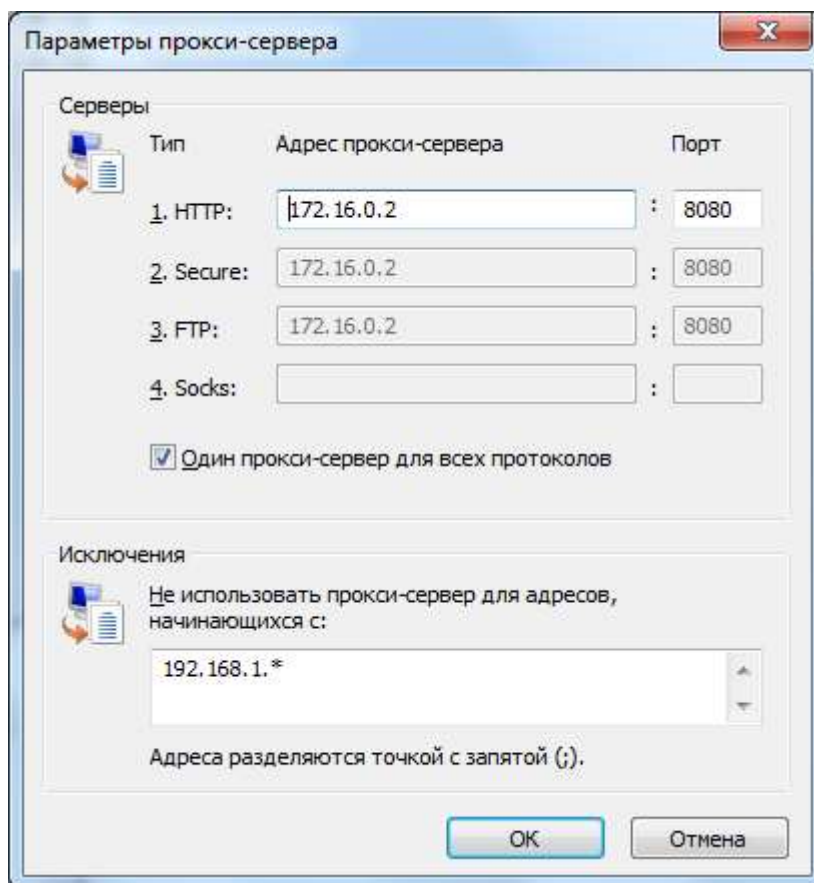 Параметры прокси-сервера
Серверы
Тип Адрес прокси-сервера Порт
1. HTTP: 172.16.0.2 : 8080
2. Secure: 172.16.0.2 : 8080
3. FTP: 172.16.0.2 : 8080
4. Socks: :
Один прокси-сервер для всех протоколов
Исключения
Не использовать прокси-сервер для адресов,
начинающихся с:
192.168.1.*
Адреса разделяются точкой с запятой (;).
OK Отмена